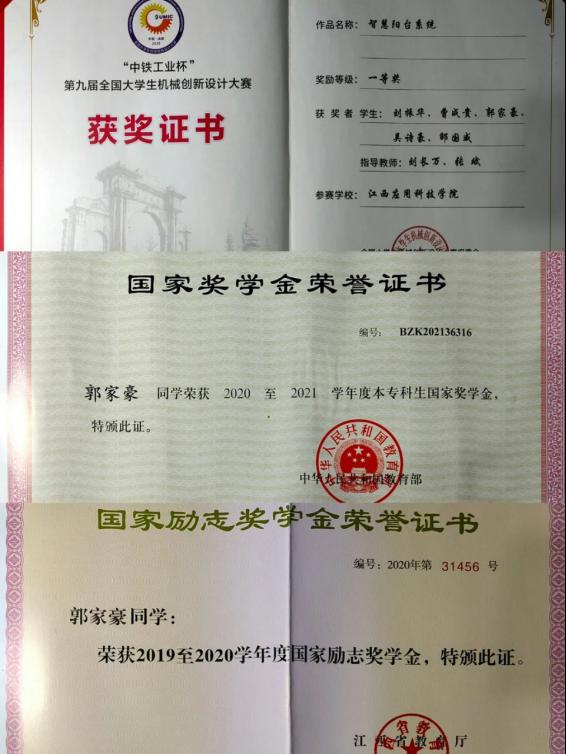 UMIC
“中铁工业杯”
第九届全国大学生机械创新设计大赛
获奖证书
作品名称：智慧阳台系统
奖励等级：一等奖
获奖者 学生：刘振华、曹成贵、郭家豪、
吴诗豪、邹国威
指导教师：刘长万、张斌
参赛学校：江西应用科技学院
国家奖学金荣誉证书
编号：BZK202136316
郭家豪 同学荣获 2020 至 2021 学年度本专科生国家奖学金，
特颁此证。
中华人民共和国教育部
国家励志奖学金荣誉证书
编号：2020年第 31456 号
郭家豪同学：
荣获2019至2020学年度国家励志奖学金，特颁此证。
江西省教育厅